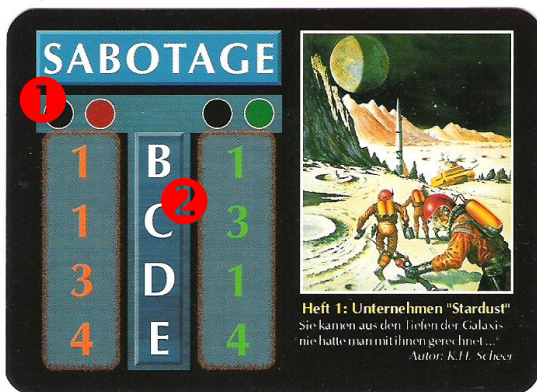 SABOTAGE
1
1 B 1
2
1 C 3
3 D 1
4 E 4
Heft 1: Unternehmen "Stardust"
Sie kamen aus den Tiefen der Galaxis
nie hatte man mit ihnen gerechnet ..."
Autor: K.H. Scheer